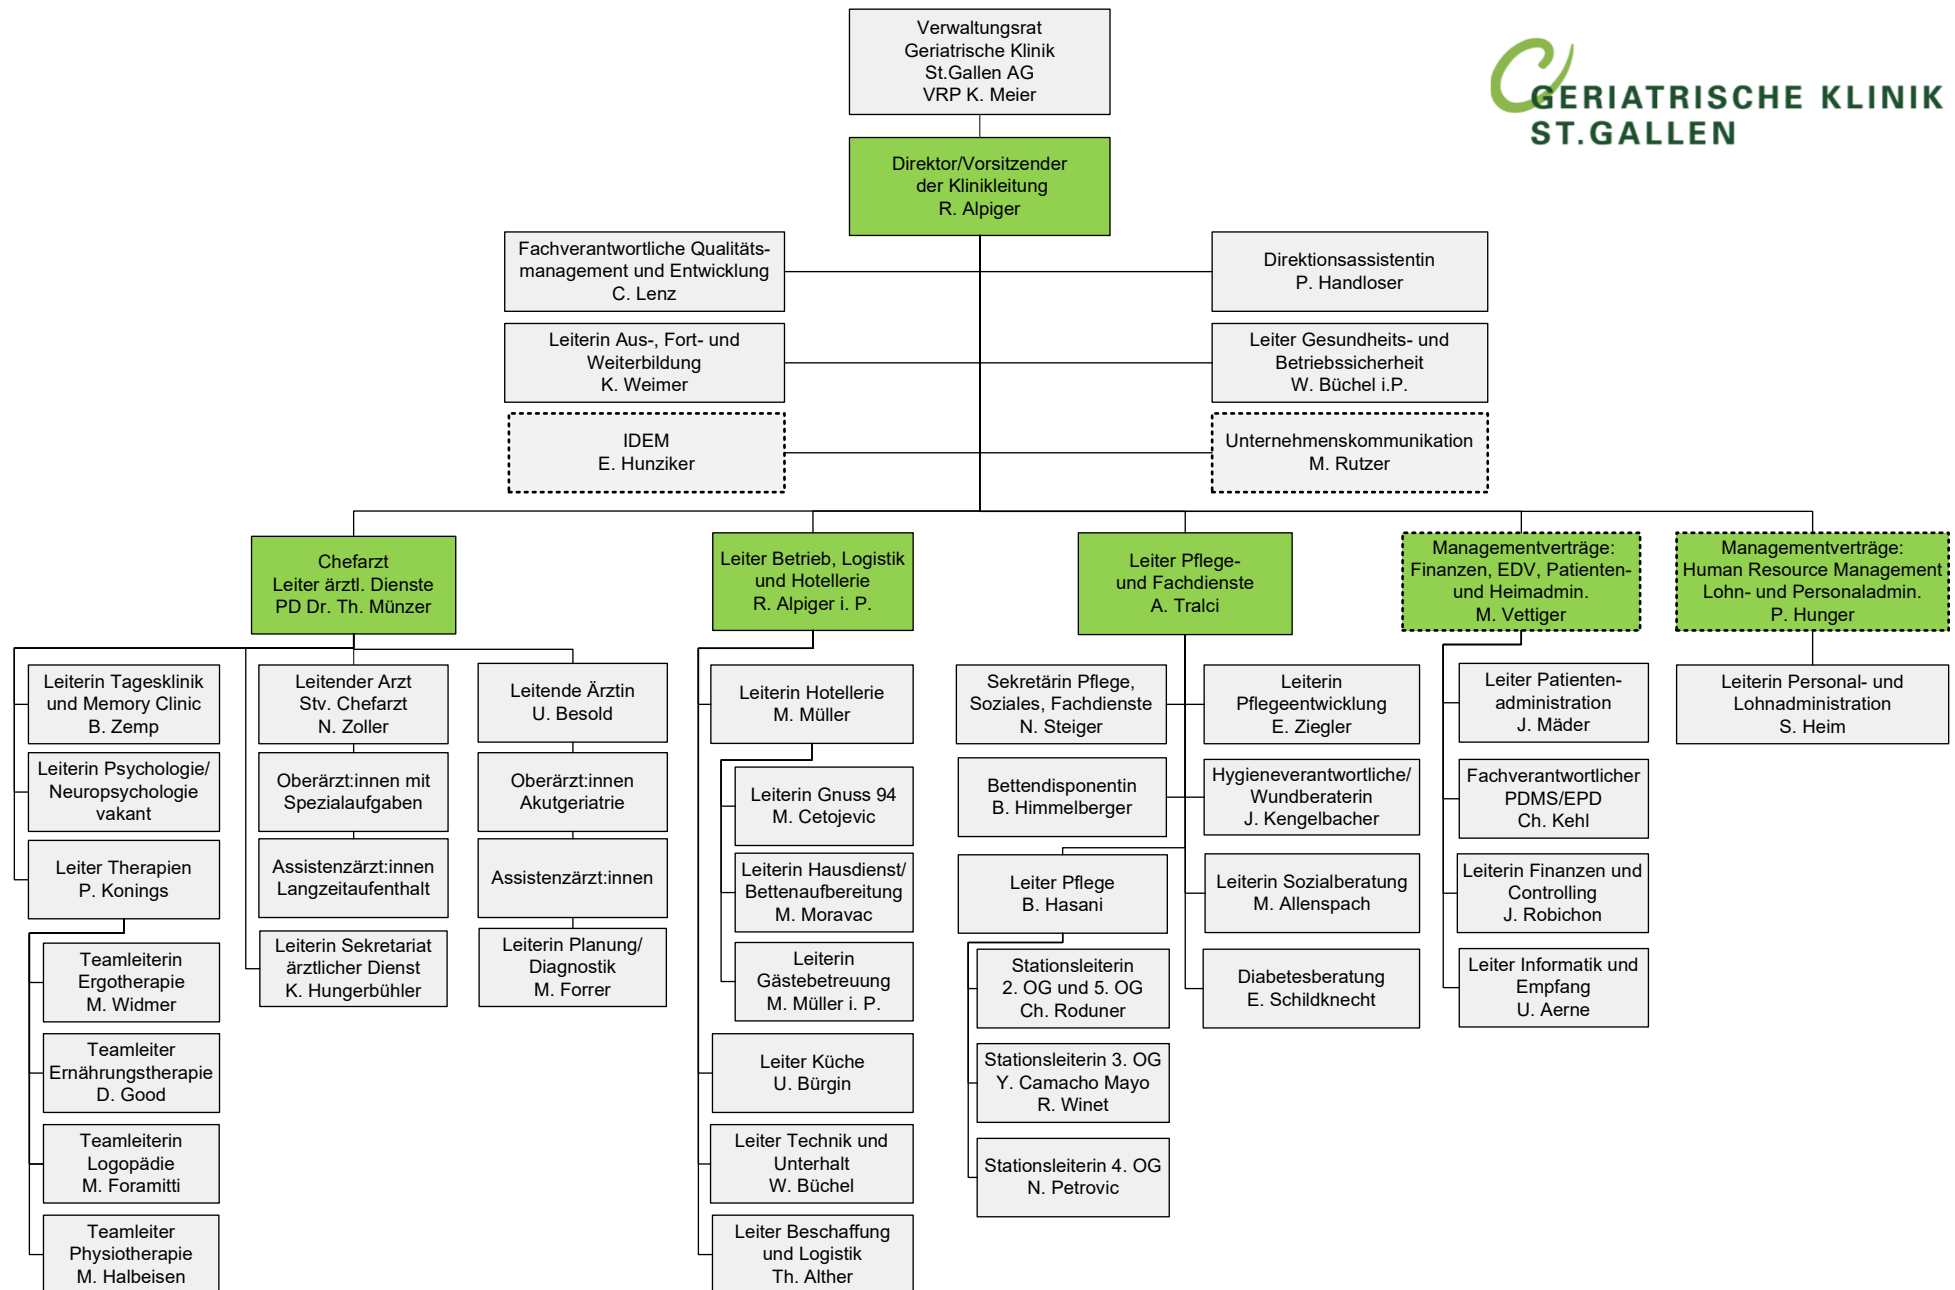 Verwaltungsrat
Geriatrische Klinik
St.Gallen AG
VRP K. Meier
GERIATRISCHE KLINIK
ST.GALLEN
Direktor/Vorsitzender
der Klinikleitung
R. Alpiger
Fachverantwortliche Qualitäts-
management und Entwicklung
C. Lenz
Direktionsassistentin
P. Handloser
Leiterin Aus-, Fort- und
Weiterbildung
K. Weimer
Leiter Gesundheits- und
Betriebssicherheit
W. Büchel i.P.
IDEM
E. Hunziker
Unternehmenskommunikation
M. Rutzer
Chefarzt
Leiter ärztl. Dienste
PD Dr. Th. Münzer
Leiter Betrieb, Logistik
und Hotellerie
R. Alpiger i. P.
Leiter Pflege-
und Fachdienste
A. Tralci
Managementverträge:
Finanzen, EDV, Patienten-
und Heimadmin.
M. Vettiger
Managementverträge:
Human Resource Management
Lohn- und Personaladmin.
P. Hunger
Leiterin Tagesklinik
und Memory Clinic
B. Zemp
Leiterin Psychologie/
Neuropsychologie
vakant
Leiter Therapien
P. Konings
Teamleiterin
Ergotherapie
M. Widmer
Teamleiter
Ernährungstherapie
D. Good
Teamleiterin
Logopädie
M. Foramitti
Teamleiter
Physiotherapie
M. Halbeisen
Leitender Arzt
Stv. Chefarzt
N. Zoller
Oberärzt:innen mit
Spezialaufgaben
Assistenzärzt:innen
Langzeitaufenthalt
Leiterin Sekretariat
ärztlicher Dienst
K. Hungerbühler
Leitende Ärztin
U. Besold
Oberärzt:innen
Akutgeriatrie
Assistenzärzt:innen
Leiterin Planung/
Diagnostik
M. Forrer
Leiterin Hotellerie
M. Müller
Leiterin Gnuss 94
M. Cetojevic
Leiterin Hausdienst/
Bettenaufbereitung
M. Moravac
Leiterin
Gästebetreuung
M. Müller i. P.
Leiter Küche
U. Bürgin
Leiter Technik und
Unterhalt
W. Büchel
Leiter Beschaffung
und Logistik
Th. Alther
Sekretärin Pflege,
Soziales, Fachdienste
N. Steiger
Bettendisponentin
B. Himmelberger
Leiter Pflege
B. Hasani
Stationsleiterin
2. OG und 5. OG
Ch. Roduner
Stationsleiterin 3. OG
Y. Camacho Mayo
R. Winet
Stationsleiterin 4. OG
N. Petrovic
Leiterin
Pflegeentwicklung
E. Ziegler
Hygieneverantwortliche/
Wundberaterin
J. Kengelbacher
Leiterin Sozialberatung
M. Allenspach
Diabetesberatung
E. Schildknecht
Leiter Patienten-
administration
J. Mäder
Fachverantwortlicher
PDMS/EPD
Ch. Kehl
Leiterin Finanzen und
Controlling
J. Robichon
Leiter Informatik und
Empfang
U. Aerne
Leiterin Personal- und
Lohnadministration
S. Heim